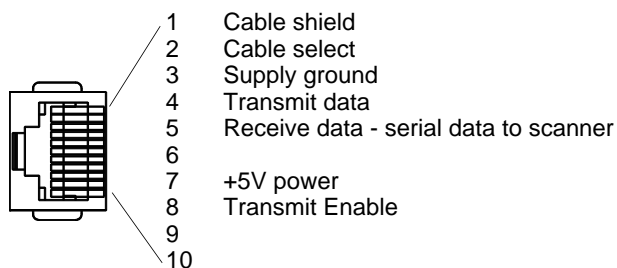 1 Cable shield
2 Cable select
3 Supply ground
4 Transmit data
5 Receive data - serial data to scanner
6
7 +5V power
8 Transmit Enable
9
10